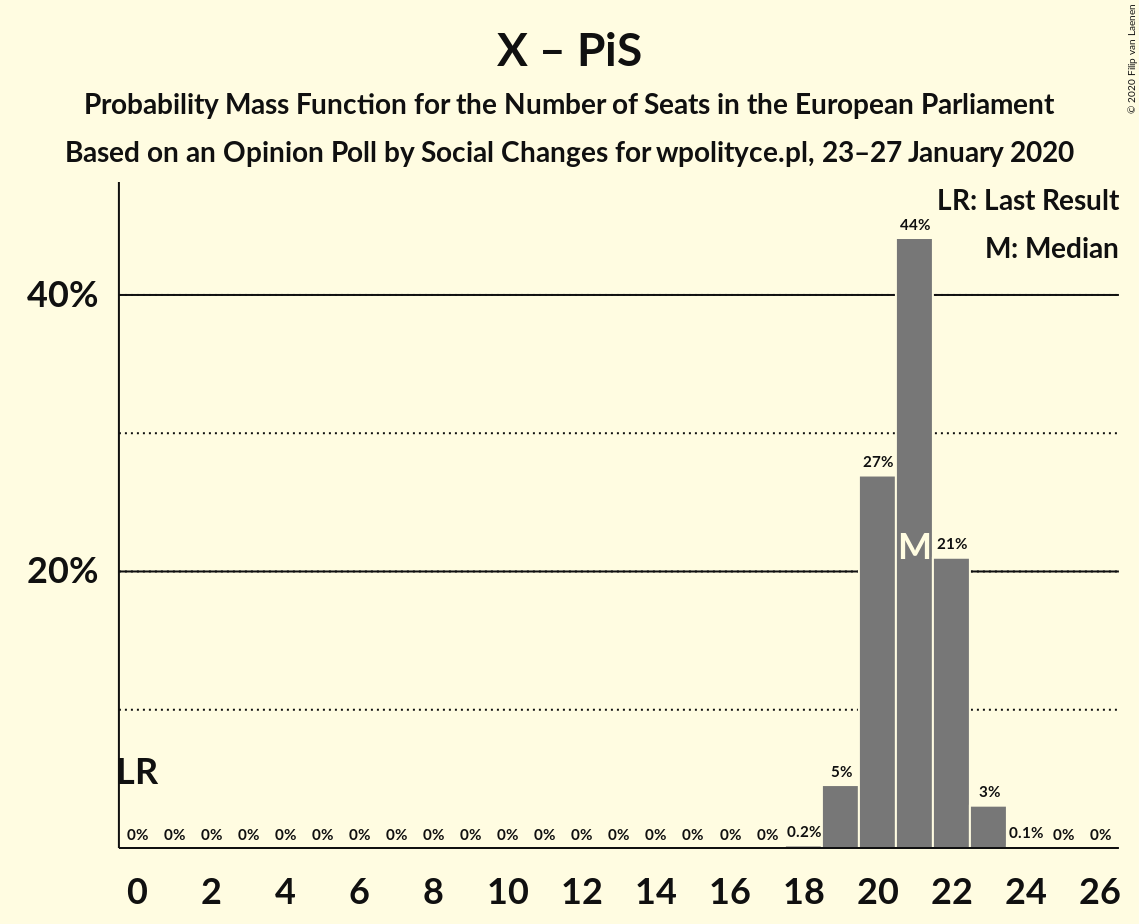 X – PiS
Probability Mass Function for the Number of Seats in the European Parliament
Based on an Opinion Poll by Social Changes for wpolityce.pl, 23–27 January 2020
© 2020 Filip van Laenen
LR: Last Result
M: Median
40%
20%
LR
M
0% 0% 0% 0% 0% 0% 0% 0% 0% 0% 0% 0% 0% 0% 0% 0% 0% 0% 0.2% 5% 27% 44% 21% 3% 0.1% 0% 0%
0 2 4 6 8 10 12 14 16 18 20 22 24 26